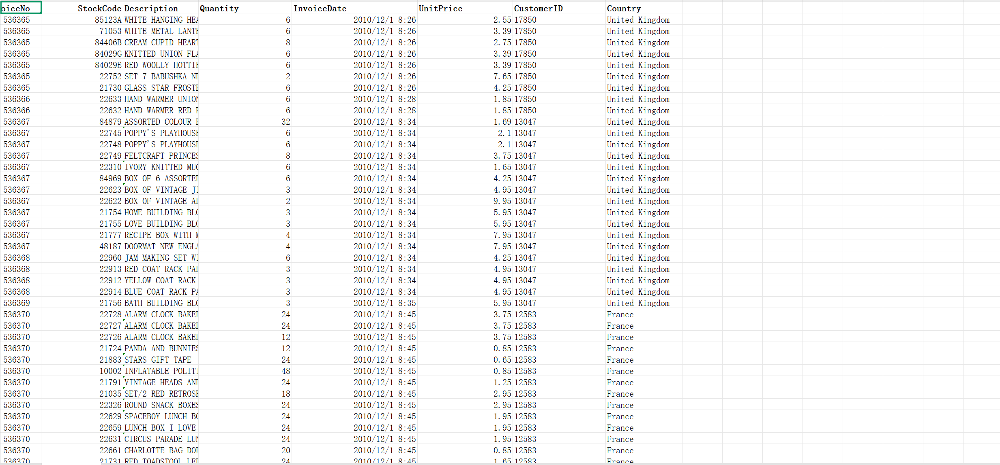 oiceNo StockCode Description Quantity InvoiceDate UnitPrice CustomerID Country
536365 85123A WHITE HANGING HEA 6 2010/12/1 8:26 2.55 17850 United Kingdom
536365 71053 WHITE METAL LANTE 6 2010/12/1 8:26 3.39 17850 United Kingdom
536365 84406B CREAM CUPID HEART 8 2010/12/1 8:26 2.75 17850 United Kingdom
536365 84029G KNITTED UNION FLA 6 2010/12/1 8:26 3.39 17850 United Kingdom
536365 84029E RED WOOLLY HOTTIE 6 2010/12/1 8:26 3.39 17850 United Kingdom
536365 22752 SET 7 BABUSHKA NE 2 2010/12/1 8:26 7.65 17850 United Kingdom
536365 21730 GLASS STAR FROSTE 6 2010/12/1 8:26 4.25 17850 United Kingdom
536366 22633 HAND WARMER UNION 6 2010/12/1 8:28 1.85 17850 United Kingdom
536366 22632 HAND WARMER RED 6 2010/12/1 8:28 1.85 17850 United Kingdom
536367 84879 ASSORTED COLOUR 32 2010/12/1 8:34 1.69 13047 United Kingdom
536367 22745 POPPY'S PLAYHOUSE 6 2010/12/1 8:34 2.1 13047 United Kingdom
536367 22748 POPPY'S PLAYHOUSE 6 2010/12/1 8:34 2.1 13047 United Kingdom
536367 22749 FELTCRAFT PRINCES 8 2010/12/1 8:34 3.75 13047 United Kingdom
536367 22310 IVORY KNITTED MUG 6 2010/12/1 8:34 1.65 13047 United Kingdom
536367 84969 BOX OF 6 ASSORTED 6 2010/12/1 8:34 4.25 13047 United Kingdom
536367 22623 BOX OF VINTAGE JI 3 2010/12/1 8:34 4.95 13047 United Kingdom
536367 22622 BOX OF VINTAGE AL 2 2010/12/1 8:34 9.95 13047 United Kingdom
536367 21754 HOME BUILDING BLO 3 2010/12/1 8:34 5.95 13047 United Kingdom
536367 21755 LOVE BUILDING BLO 3 2010/12/1 8:34 5.95 13047 United Kingdom
536367 21777 RECIPE BOX WITH 4 2010/12/1 8:34 7.95 13047 United Kingdom
536367 48187 DOORMAT NEW ENGLA 4 2010/12/1 8:34 7.95 13047 United Kingdom
536368 22960 JAM MAKING SET WI 6 2010/12/1 8:34 4.25 13047 United Kingdom
536368 22913 RED COAT RACK PAR 3 2010/12/1 8:34 4.95 13047 United Kingdom
536368 22912 YELLOW COAT RACK 3 2010/12/1 8:34 4.95 13047 United Kingdom
536368 22914 BLUE COAT RACK PA 3 2010/12/1 8:34 4.95 13047 United Kingdom
536369 21756 BATH BUILDING BLO 3 2010/12/1 8:35 5.95 13047 United Kingdom
536370 22728 ALARM CLOCK BAKEL 24 2010/12/1 8:45 3.75 12583 France
536370 22727 ALARM CLOCK BAKEL 24 2010/12/1 8:45 3.75 12583 France
536370 22726 ALARM CLOCK BAKEL 12 2010/12/1 8:45 3.75 12583 France
536370 21724 PANDA AND BUNNIES 12 2010/12/1 8:45 0.85 12583 France
536370 21883 STARS GIFT TAPE 24 2010/12/1 8:45 0.65 12583 France
536370 10002 INFLATABLE POLITI 48 2010/12/1 8:45 0.85 12583 France
536370 21791 VINTAGE HEADS AND 24 2010/12/1 8:45 1.25 12583 France
536370 21035 SET/2 RED RETROSP 18 2010/12/1 8:45 2.95 12583 France
536370 22326 ROUND SNACK BOXES 24 2010/12/1 8:45 2.95 12583 France
536370 22629 SPACEBOY LUNCH BO 24 2010/12/1 8:45 1.95 12583 France
536370 22659 LUNCH BOX I LOVE 24 2010/12/1 8:45 1.95 12583 France
536370 22631 CIRCUS PARADE LUN 24 2010/12/1 8:45 1.95 12583 France
536370 22661 CHARLOTTE BAG DOL 20 2010/12/1 8:45 0.85 12583 France
536370 21731 RED TOADSTOOL LED 24 2010/12/1 8:45 1.65 12583 France